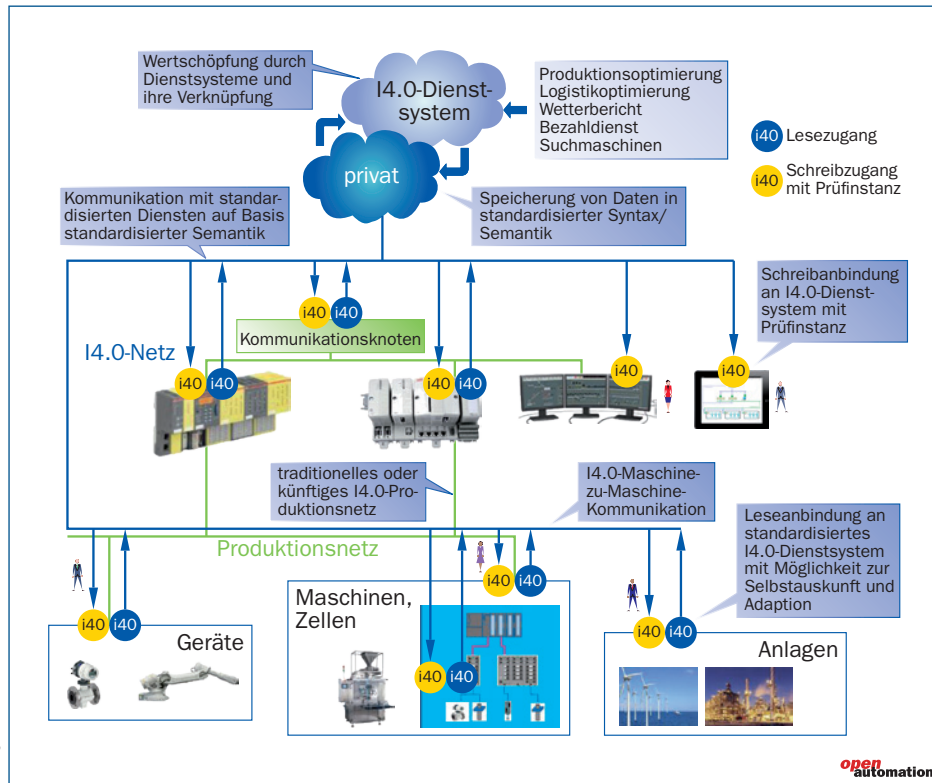 Wertschöpfung durch
Dienstsysteme und
ihre Verknüpfung
I4.0-Dienst-
system
privat
Produktionsoptimierung
Logistikoptimierung
Wetterbericht
Bezahldienst
Suchmaschinen
i40 Lesezugang
i40 Schreibzugang
mit Prüfinstanz
Kommunikation mit standar-
disierten Diensten auf Basis
standardisierter Semantik
Speicherung von Daten in
standardisierter Syntax/
Semantik
Schreibanbindung
an I4.0-Dienst-
system mit
Prüfinstanz
i40 i40
Kommunikationsknoten
I4.0-Netz
i40 i40
i40 i40
i40
i40
traditionelles oder
künftiges I4.0-Pro-
duktionsnetz
I4.0-Maschine-
zu-Maschine-
Kommunikation
Leseanbindung an
standardisiertes
I4.0-Dienstsystem
mit Möglichkeit zur
Selbstauskunft und
Adaption
Produktionsnetz
i40 i40
Geräte
i40 i40
Maschinen,
Zellen
i40 i40
i40 i40
Anlagen
open
automation